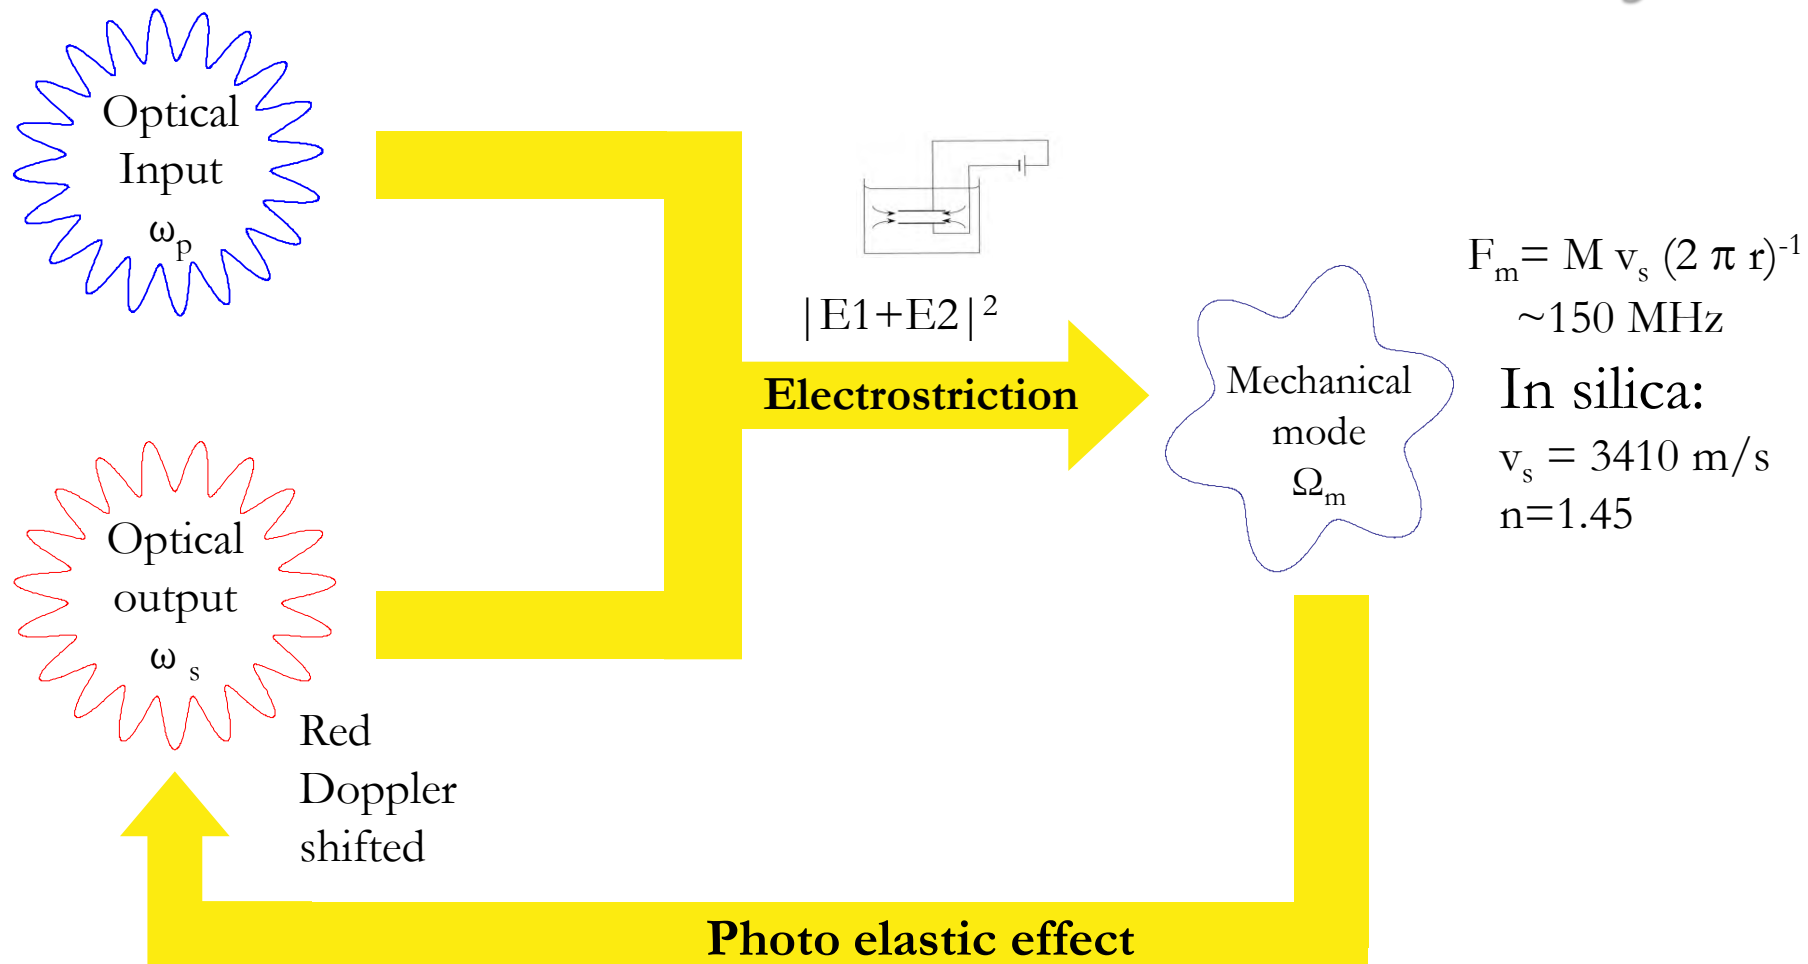 Optical
Input
ωₚ
|E1+E2|²
Electrostriction
Mechanical
mode
Ωₘ
Fₘ= M vₛ (2 π r)⁻¹
~150 MHz
In silica:
vₛ = 3410 m/s
n=1.45
Optical
output
ω ₛ
Red
Doppler
shifted
Photo elastic effect